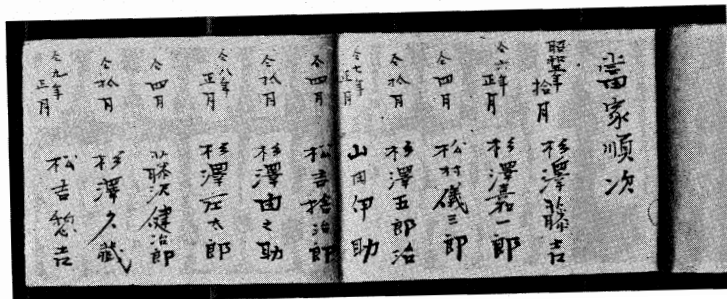 當家順次
昭和五年 拾月 杉澤藤吉
仝六年 正月 杉澤嘉一郎
仝四月 松村儀三郎
仝拾月 杉澤五郎治
仝七年 正月 山内伊助
仝四月 松吉捨治郎
仝拾月 杉澤由之助
仝八年 正月 杉澤左太郎
仝四月 藤沢健治郎
仝拾月 杉澤久蔵
仝九年 正月 松吉惣吉